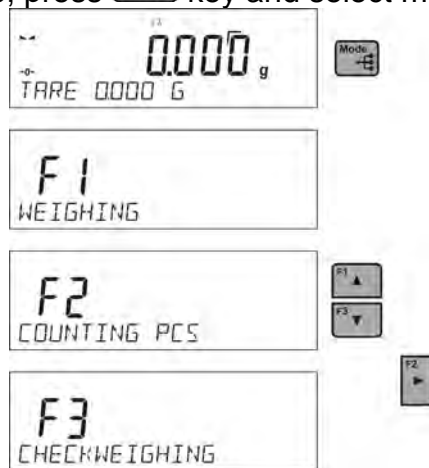 , press key and select m
0.000 g
Mode
-0-
TARE 0.000 G
F1
WEIGHING
F2
COUNTING PCS
F1
F3
F2
F3
CHECKWEIGHING